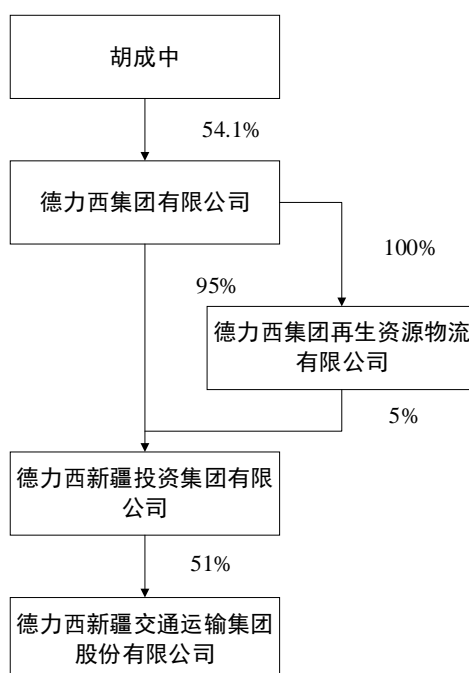 胡成中
54.1%
德力西集团有限公司
100%
95%
德力西集团再生资源物流
有限公司
5%
德力西新疆投资集团有限
公司
51%
德力西新疆交通运输集团
股份有限公司